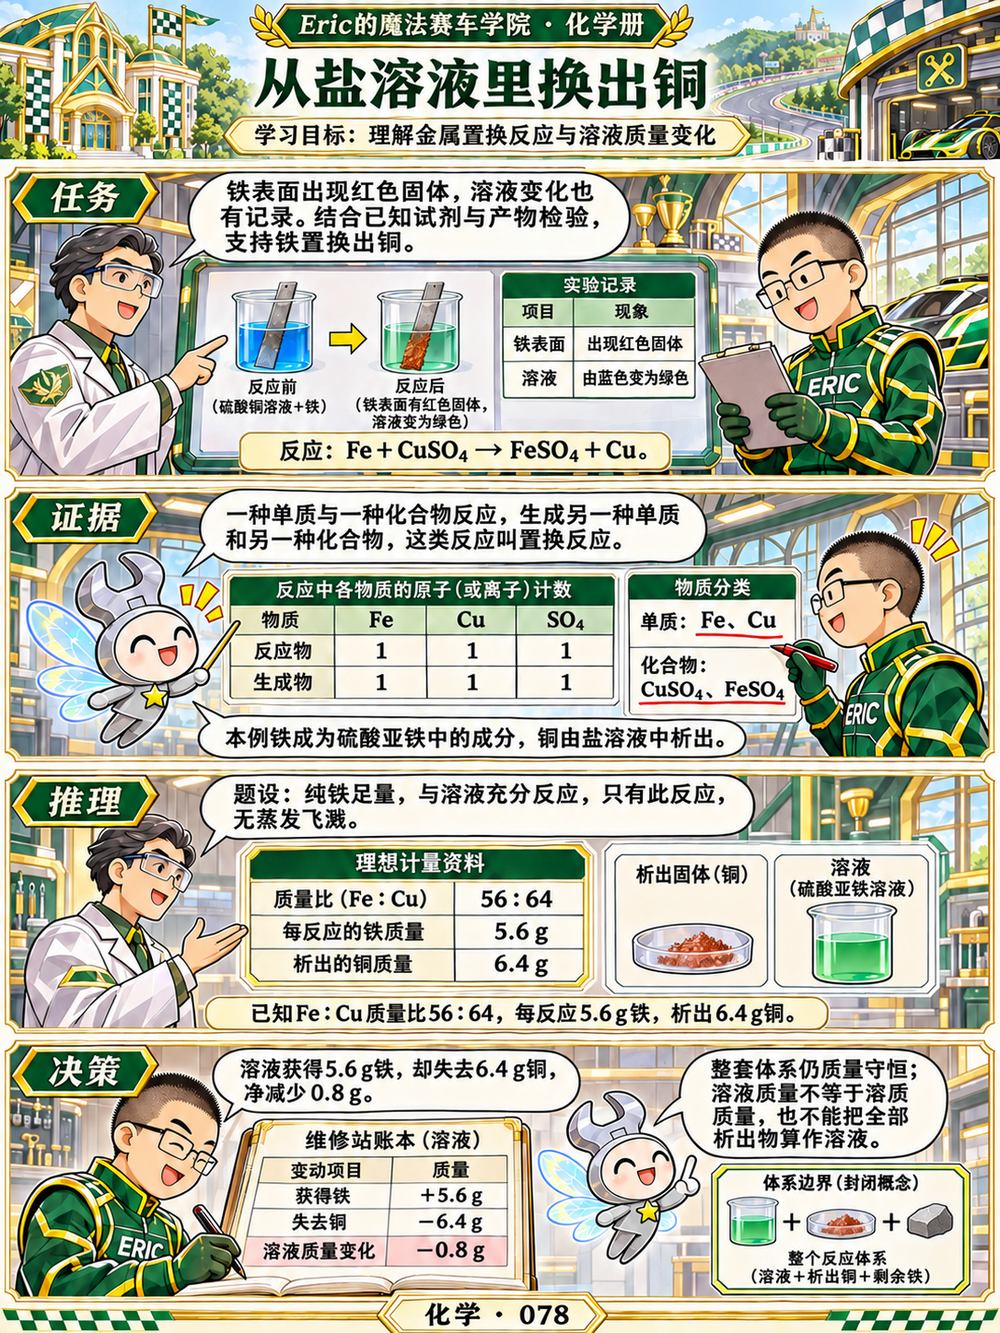 Eric的魔法赛车学院 · 化学册
从盐溶液里换出铜
学习目标：理解金属置换反应与溶液质量变化
任务
铁表面出现红色固体，溶液变化也
有记录。结合已知试剂与产物检验，
支持铁置换出铜。
反应前
（硫酸铜溶液+铁）
反应后
（铁表面有红色固体，
溶液变为绿色）
实验记录
项目 现象
铁表面 出现红色固体
溶液 由蓝色变为绿色
ERIC
反应：Fe+CuSO₄→FeSO₄+Cu。
证据
一种单质与一种化合物反应，生成另一种单质
和另一种化合物，这类反应叫置换反应。
反应中各物质的原子（或离子）计数
物质 Fe Cu SO₄
反应物 1 1 1
生成物 1 1 1
物质分类
单质：Fe、Cu
化合物：
CuSO₄、FeSO₄
ERIC
本例铁成为硫酸亚铁中的成分，铜由盐溶液中析出。
推理
题设：纯铁足量，与溶液充分反应，只有此反应，
无蒸发飞溅。
理想计量资料
质量比（Fe：Cu） 56：64
每反应的铁质量 5.6 g
析出的铜质量 6.4 g
析出固体（铜）
溶液
（硫酸亚铁溶液）
已知Fe：Cu质量比56：64，每反应5.6g铁，析出6.4g铜。
决策
溶液获得5.6g铁，却失去6.4g铜，
净减少0.8g。
维修站账本（溶液）
变动项目 质量
获得铁 +5.6 g
失去铜 −6.4 g
溶液质量变化 −0.8 g
ERIC
整套体系仍质量守恒；
溶液质量不等于溶质
质量，也不能把全部
析出物算作溶液。
体系边界（封闭概念）
+ +
整个反应体系
（溶液+析出铜+剩余铁）
化学 · 078